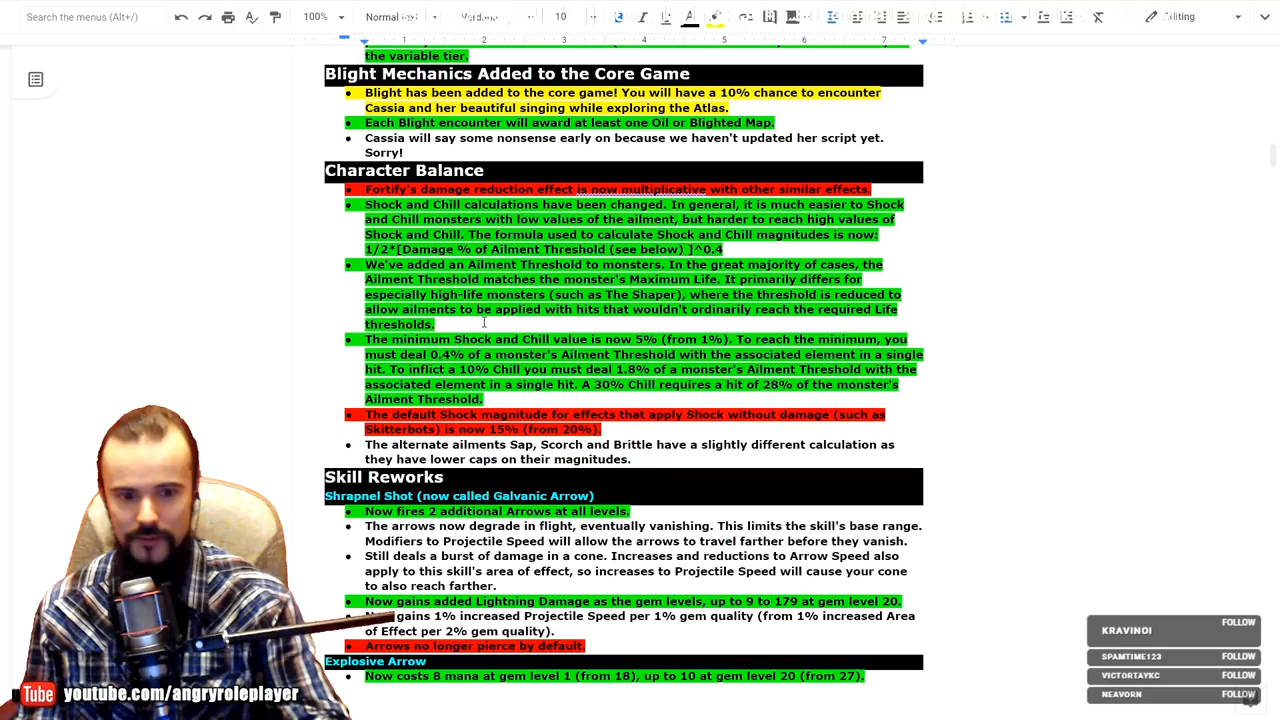 Search the menus (Alt+/)
100%
Normal text
Verdana
10
Editing
1 2 3 4 5 6 7
the variable tier.
Blight Mechanics Added to the Core Game
• Blight has been added to the core game! You will have a 10% chance to encounter
Cassia and her beautiful singing while exploring the Atlas.
• Each Blight encounter will award at least one Oil or Blighted Map.
• Cassia will say some nonsense early on because we haven't updated her script yet.
Sorry!
Character Balance
• Fortify's damage reduction effect is now multiplicative with other similar effects.
• Shock and Chill calculations have been changed. In general, it is much easier to Shock
and Chill monsters with low values of the ailment, but harder to reach high values of
Shock and Chill. The formula used to calculate Shock and Chill magnitudes is now:
1/2*[Damage % of Ailment Threshold (see below) ]^0.4
• We've added an Ailment Threshold to monsters. In the great majority of cases, the
Ailment Threshold matches the monster's Maximum Life. It primarily differs for
especially high-life monsters (such as The Shaper), where the threshold is reduced to
allow ailments to be applied with hits that wouldn't ordinarily reach the required Life
thresholds.
• The minimum Shock and Chill value is now 5% (from 1%). To reach the minimum, you
must deal 0.4% of a monster's Ailment Threshold with the associated element in a single
hit. To inflict a 10% Chill you must deal 1.8% of a monster's Ailment Threshold with the
associated element in a single hit. A 30% Chill requires a hit of 28% of the monster's
Ailment Threshold.
• The default Shock magnitude for effects that apply Shock without damage (such as
Skitterbots) is now 15% (from 20%).
• The alternate ailments Sap, Scorch and Brittle have a slightly different calculation as
they have lower caps on their magnitudes.
Skill Reworks
Shrapnel Shot (now called Galvanic Arrow)
• Now fires 2 additional Arrows at all levels.
• The arrows now degrade in flight, eventually vanishing. This limits the skill's base range.
Modifiers to Projectile Speed will allow the arrows to travel farther before they vanish.
• Still deals a burst of damage in a cone. Increases and reductions to Arrow Speed also
apply to this skill's area of effect, so increases to Projectile Speed will cause your cone
to also reach farther.
• Now gains added Lightning Damage as the gem levels, up to 9 to 179 at gem level 20.
• gains 1% increased Projectile Speed per 1% gem quality (from 1% increased Area
of Effect per 2% gem quality).
• Arrows no longer pierce by default.
Explosive Arrow
• Now costs 8 mana at gem level 1 (from 18), up to 10 at gem level 20 (from 27).
KRAVINOI FOLLOW
SPAMTIME123 FOLLOW
VICTORTAYKC FOLLOW
NEAVORN FOLLOW
Tube youtube.com/angryroleplayer